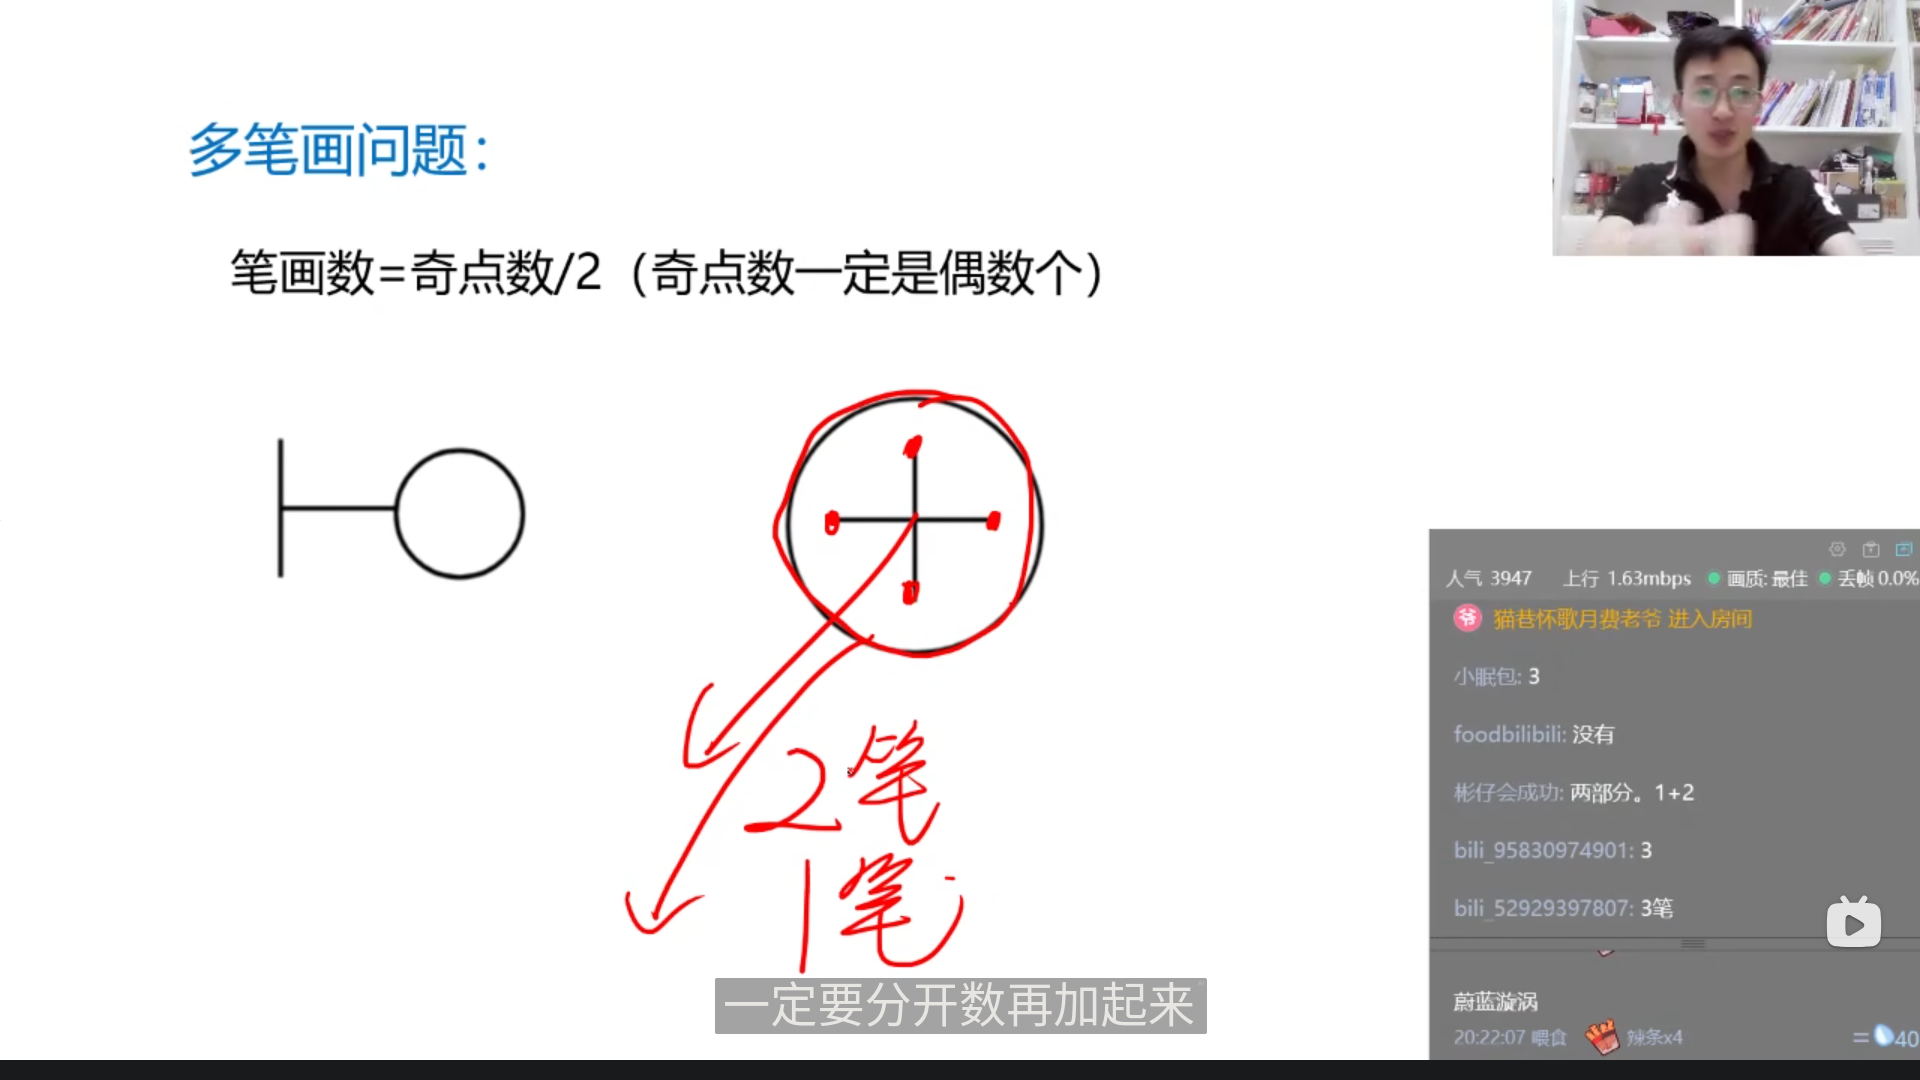 多笔画问题：
笔画数=奇点数/2（奇点数一定是偶数个）
2笔
1笔
一定要分开数再加起来
人气 3947 上行 1.63mbps 画质: 最佳 丢帧 0.0%
爷 猫巷怀歌月费老爷 进入房间
小眠包: 3
foodbilibili: 没有
彬仔会成功: 两部分。1+2
bili_95830974901: 3
bili_52929397807: 3笔
蔚蓝漩涡
20:22:07 喂食 辣条x4 =40